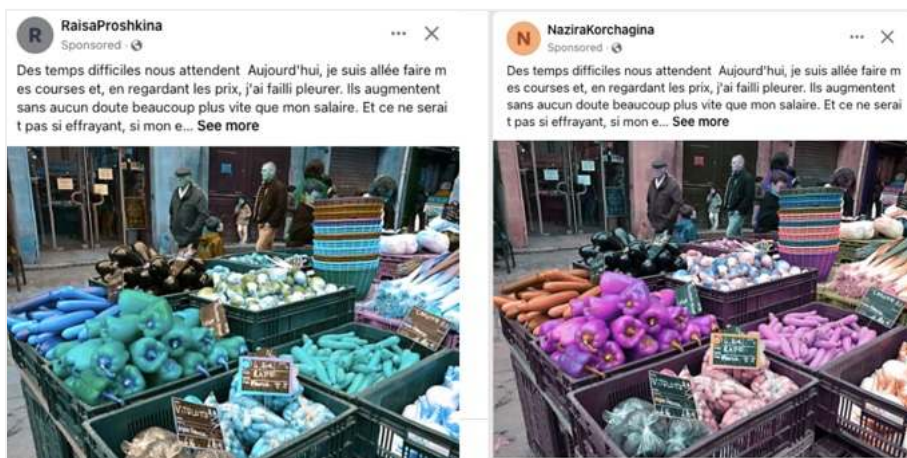 RaisaProshkina
Sponsored ·
Des temps difficiles nous attendent Aujourd'hui, je suis allée faire m
es courses et, en regardant les prix, j'ai failli pleurer. Ils augmentent
sans aucun doute beaucoup plus vite que mon salaire. Et ce ne serai
t pas si effrayant, si mon e... See more
NaziraKorchagina
Sponsored ·
Des temps difficiles nous attendent Aujourd'hui, je suis allée faire m
es courses et, en regardant les prix, j'ai failli pleurer. Ils augmentent
sans aucun doute beaucoup plus vite que mon salaire. Et ce ne serai
t pas si effrayant, si mon e... See more